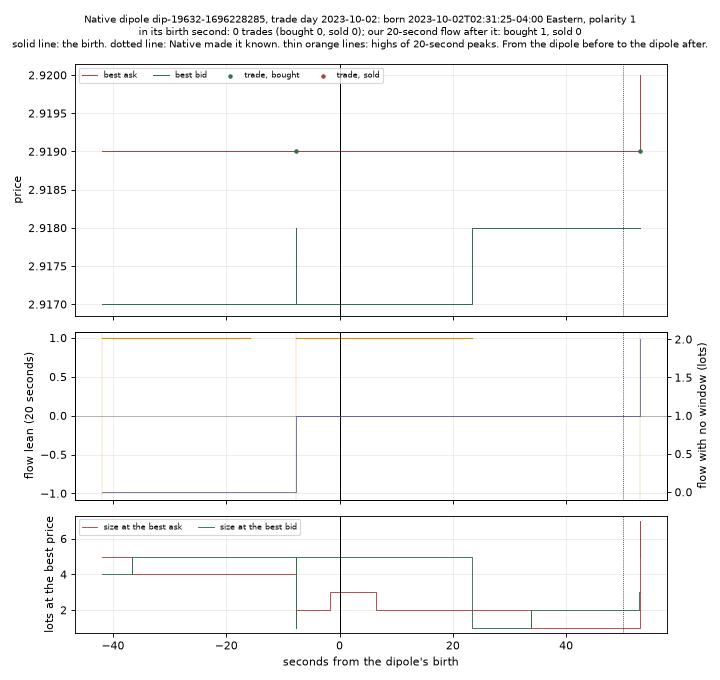 Native dipole dip-19632-1696228285, trade day 2023-10-02: born 2023-10-02T02:31:25-04:00 Eastern, polarity 1
in its birth second: 0 trades (bought 0, sold 0); our 20-second flow after it: bought 1, sold 0
solid line: the birth. dotted line: Native made it known. thin orange lines: highs of 20-second peaks. From the dipole before to the dipole after.
best ask best bid trade, bought trade, sold
2.9200
2.9195
2.9190
2.9185
2.9180
2.9175
2.9170
price
1.0
0.5
0.0
−0.5
−1.0
flow lean (20 seconds)
2.0
1.5
1.0
0.5
0.0
flow with no window (lots)
size at the best ask size at the best bid
6
4
2
lots at the best price
−40 −20 0 20 40
seconds from the dipole's birth